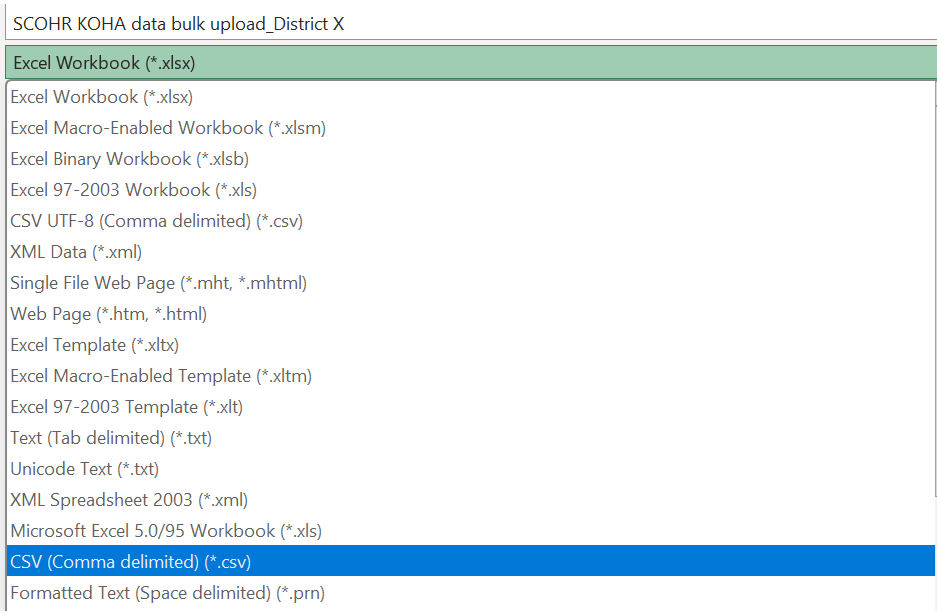 SCOHR KOHA data bulk upload_District X
Excel Workbook (*.xlsx)
Excel Workbook (*.xlsx)
Excel Macro-Enabled Workbook (*.xlsm)
Excel Binary Workbook (*.xlsb)
Excel 97-2003 Workbook (*.xls)
CSV UTF-8 (Comma delimited) (*.csv)
XML Data (*.xml)
Single File Web Page (*.mht, *.mhtml)
Web Page (*.htm, *.html)
Excel Template (*.xltx)
Excel Macro-Enabled Template (*.xltm)
Excel 97-2003 Template (*.xlt)
Text (Tab delimited) (*.txt)
Unicode Text (*.txt)
XML Spreadsheet 2003 (*.xml)
Microsoft Excel 5.0/95 Workbook (*.xls)
CSV (Comma delimited) (*.csv)
Formatted Text (Space delimited) (*.prn)